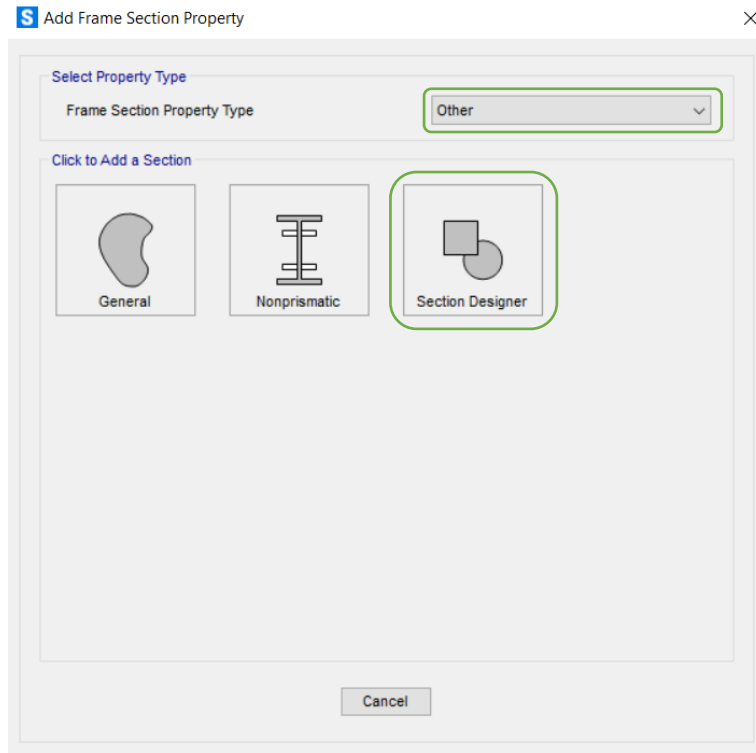 S Add Frame Section Property
Select Property Type
Frame Section Property Type Other
Click to Add a Section
General Nonprismatic Section Designer
Cancel